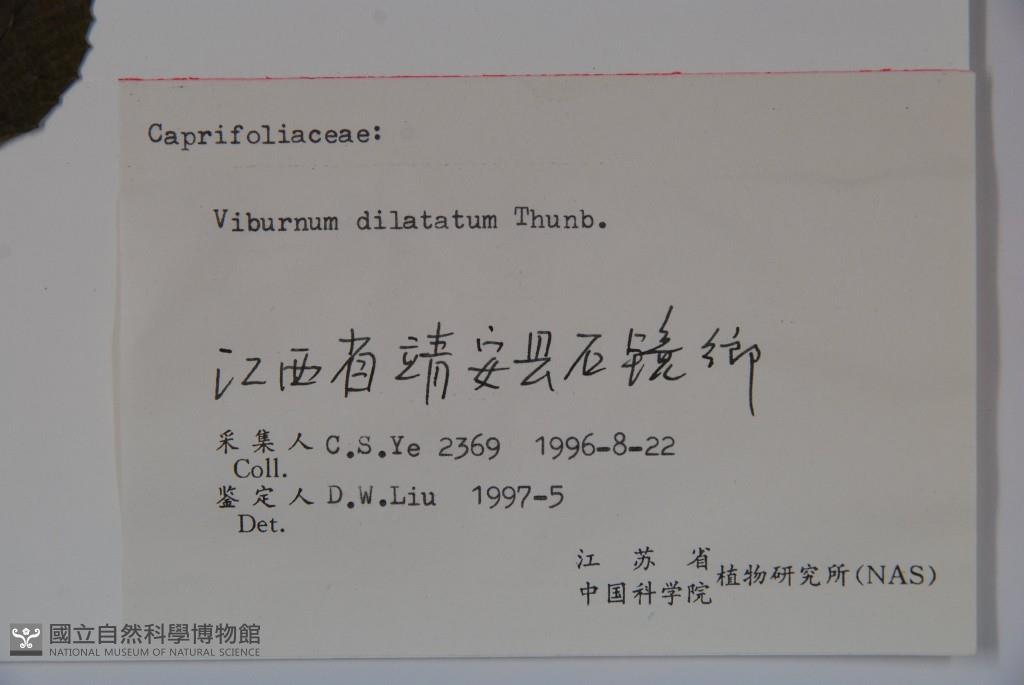 Caprifoliaceae:
Viburnum dilatatum Thunb.
江西省靖安县石镜鄉
采集人 C.S.Ye 2369 1996-8-22
Coll.
鉴定人 D.W.Liu 1997-5
Det.
江苏省
中国科学院 植物研究所(NAS)
國立自然科學博物館
NATIONAL MUSEUM OF NATURAL SCIENCE